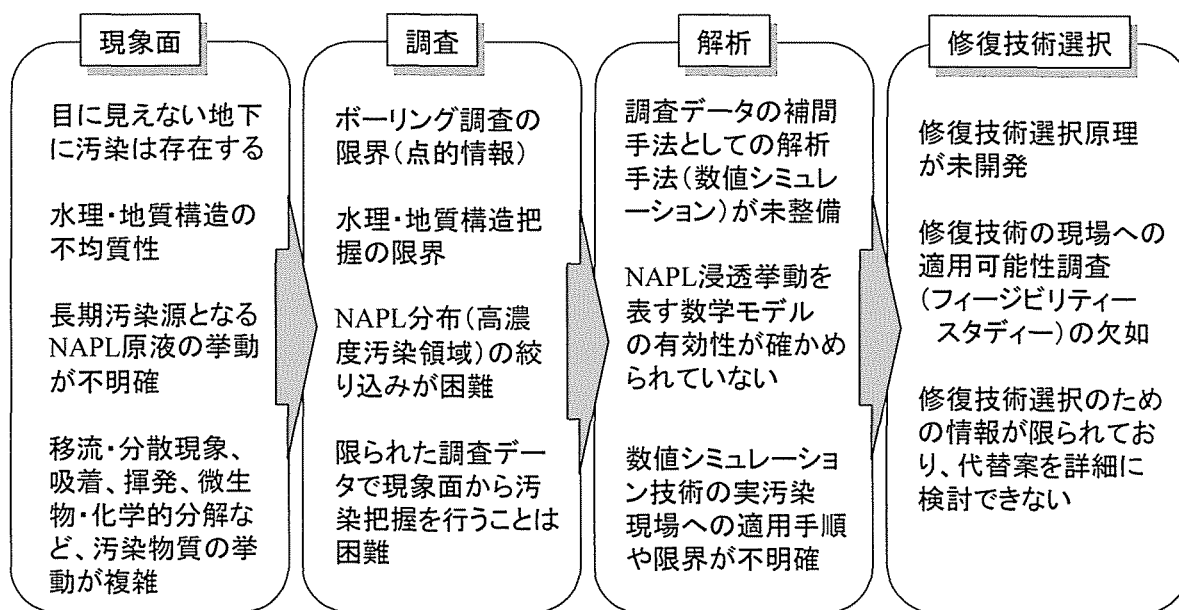 現象面
目に見えない地下
に汚染は存在する
水理・地質構造の
不均質性
長期汚染源となる
NAPL原液の挙動
が不明確
移流・分散現象、
吸着、揮発、微生
物・化学的分解な
ど、汚染物質の挙
動が複雑
調査
ボーリング調査の
限界(点的情報)
水理・地質構造把
握の限界
NAPL分布(高濃
度汚染領域)の絞
り込みが困難
限られた調査デー
タで現象面から汚
染把握を行うことは
困難
解析
調査データの補間
手法としての解析
手法(数値シミュレ
ーション)が未整備
NAPL浸透挙動を
表す数学モデル
の有効性が確かめ
られていない
数値シミュレーショ
ン技術の実汚染
現場への適用手順
や限界が不明確
修復技術選択
修復技術選択原理
が未開発
修復技術の現場への
適用可能性調査
(フィージビリティー
スタディー)の欠如
修復技術選択のため
の情報が限られてお
り、代替案を詳細に
検討できない